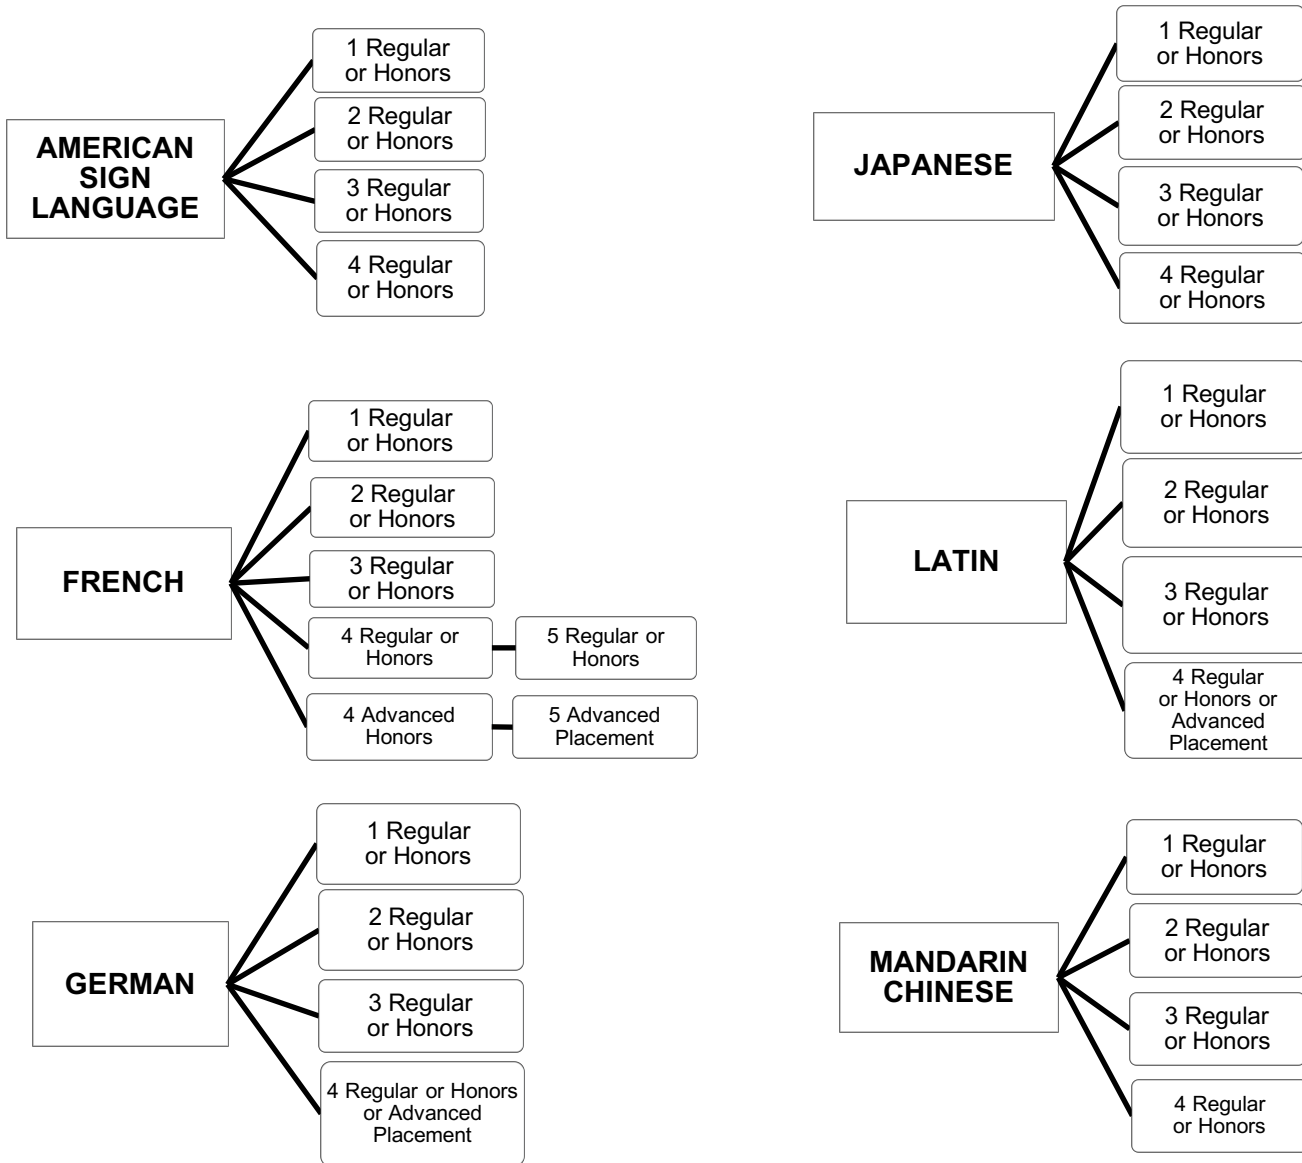 AMERICAN
SIGN
LANGUAGE
1 Regular
or Honors
2 Regular
or Honors
3 Regular
or Honors
4 Regular
or Honors
FRENCH
1 Regular
or Honors
2 Regular
or Honors
3 Regular
or Honors
4 Regular or
Honors
5 Regular or
Honors
4 Advanced
Honors
5 Advanced
Placement
GERMAN
1 Regular
or Honors
2 Regular
or Honors
3 Regular
or Honors
4 Regular or Honors
or Advanced
Placement
JAPANESE
1 Regular
or Honors
2 Regular
or Honors
3 Regular
or Honors
4 Regular
or Honors
LATIN
1 Regular
or Honors
2 Regular
or Honors
3 Regular
or Honors
4 Regular
or Honors or
Advanced
Placement
MANDARIN
CHINESE
1 Regular
or Honors
2 Regular
or Honors
3 Regular
or Honors
4 Regular
or Honors